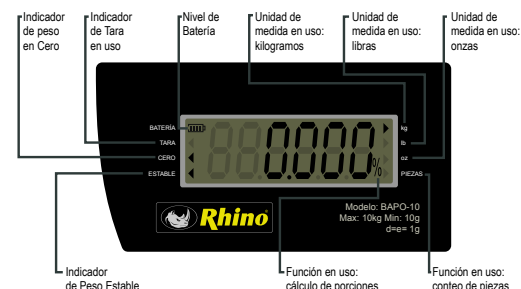 Indicador
de peso
en Cero
Indicador
de Tara
en uso
Nivel de
Batería
Unidad de
medida en uso:
kilogramos
Unidad de
medida en uso:
libras
Unidad de
medida en uso:
onzas
BATERÍA
TARA
CERO
ESTABLE
0.000
%
kg
lb
oz
PIEZAS
Rhino
Modelo: BAPO-10
Max: 10kg Min: 10g
d=e= 1g
Indicador
de Peso Estable
Función en uso:
cálculo de porciones
Función en uso:
conteo de piezas